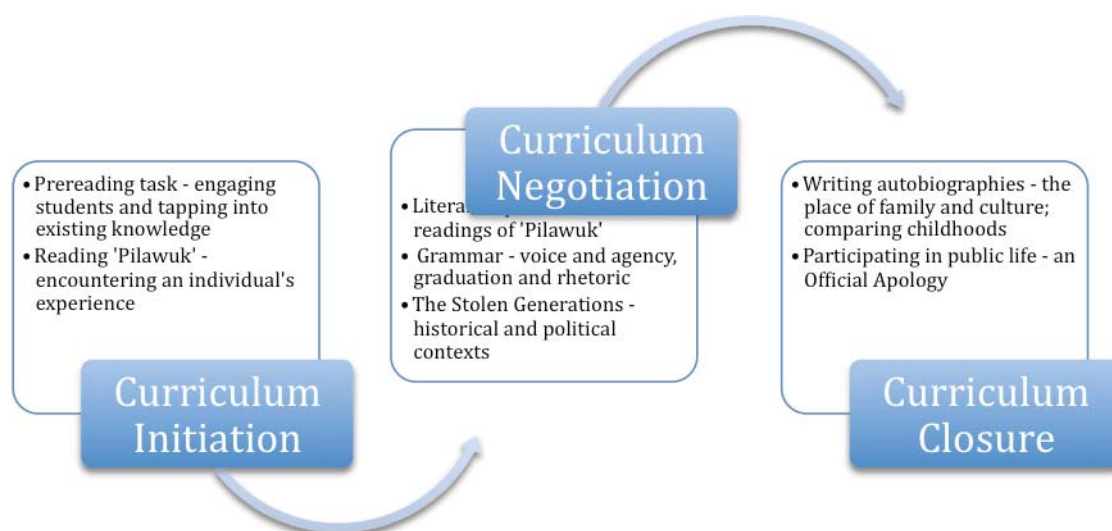 • Prereading task - engaging
students and tapping into
existing knowledge
• Reading 'Pilawuk' -
encountering an individual's
experience
Curriculum
Initiation
Curriculum
Negotiation
readings of 'Pilawuk'
• Grammar - voice and agency,
graduation and rhetoric
• The Stolen Generations -
historical and political
contexts
• Writing autobiographies - the
place of family and culture;
comparing childhoods
• Participating in public life - an
Official Apology
Curriculum
Closure